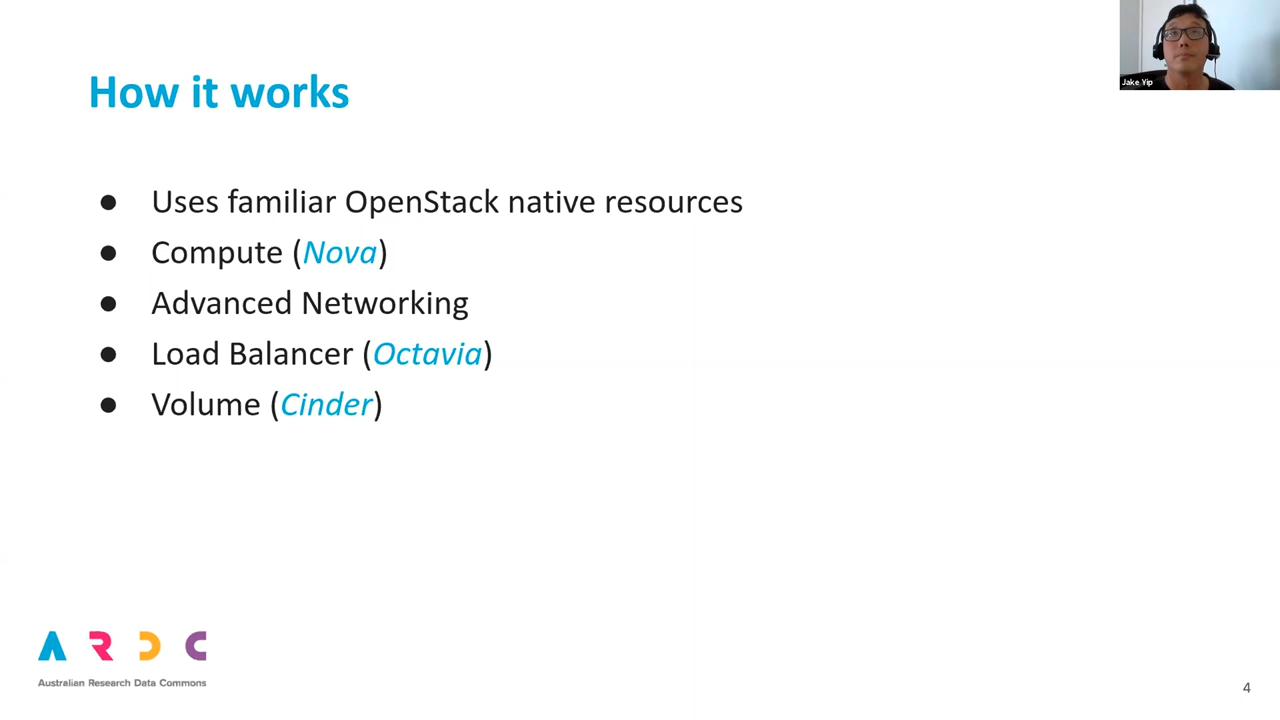 How it works
Jake Yip
● Uses familiar OpenStack native resources
● Compute (Nova)
● Advanced Networking
● Load Balancer (Octavia)
● Volume (Cinder)
ARDC
Australian Research Data Commons
4